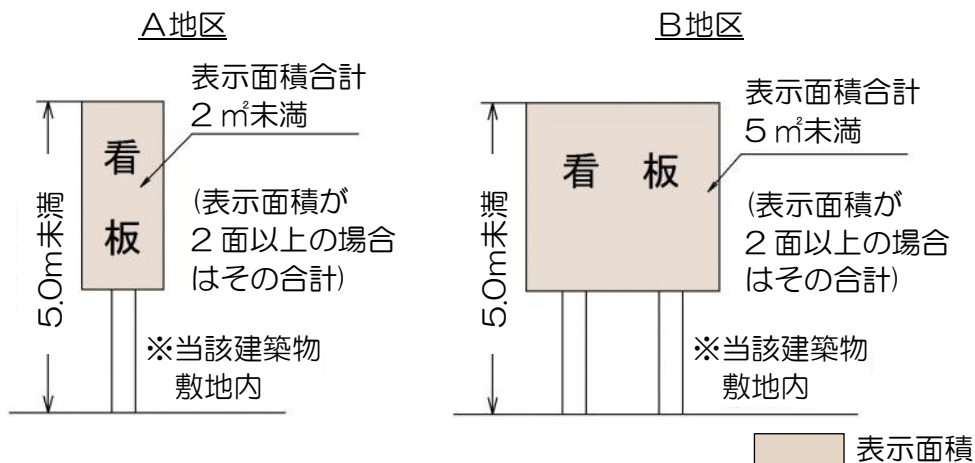 A地区
表示面積合計
2㎡未満
看
板
(表示面積が
2面以上の場合
はその合計)
5.0m未満
※当該建築物
敷地内
B地区
表示面積合計
5㎡未満
看 板
(表示面積が
2面以上の場合
はその合計)
5.0m未満
※当該建築物
敷地内
表示面積